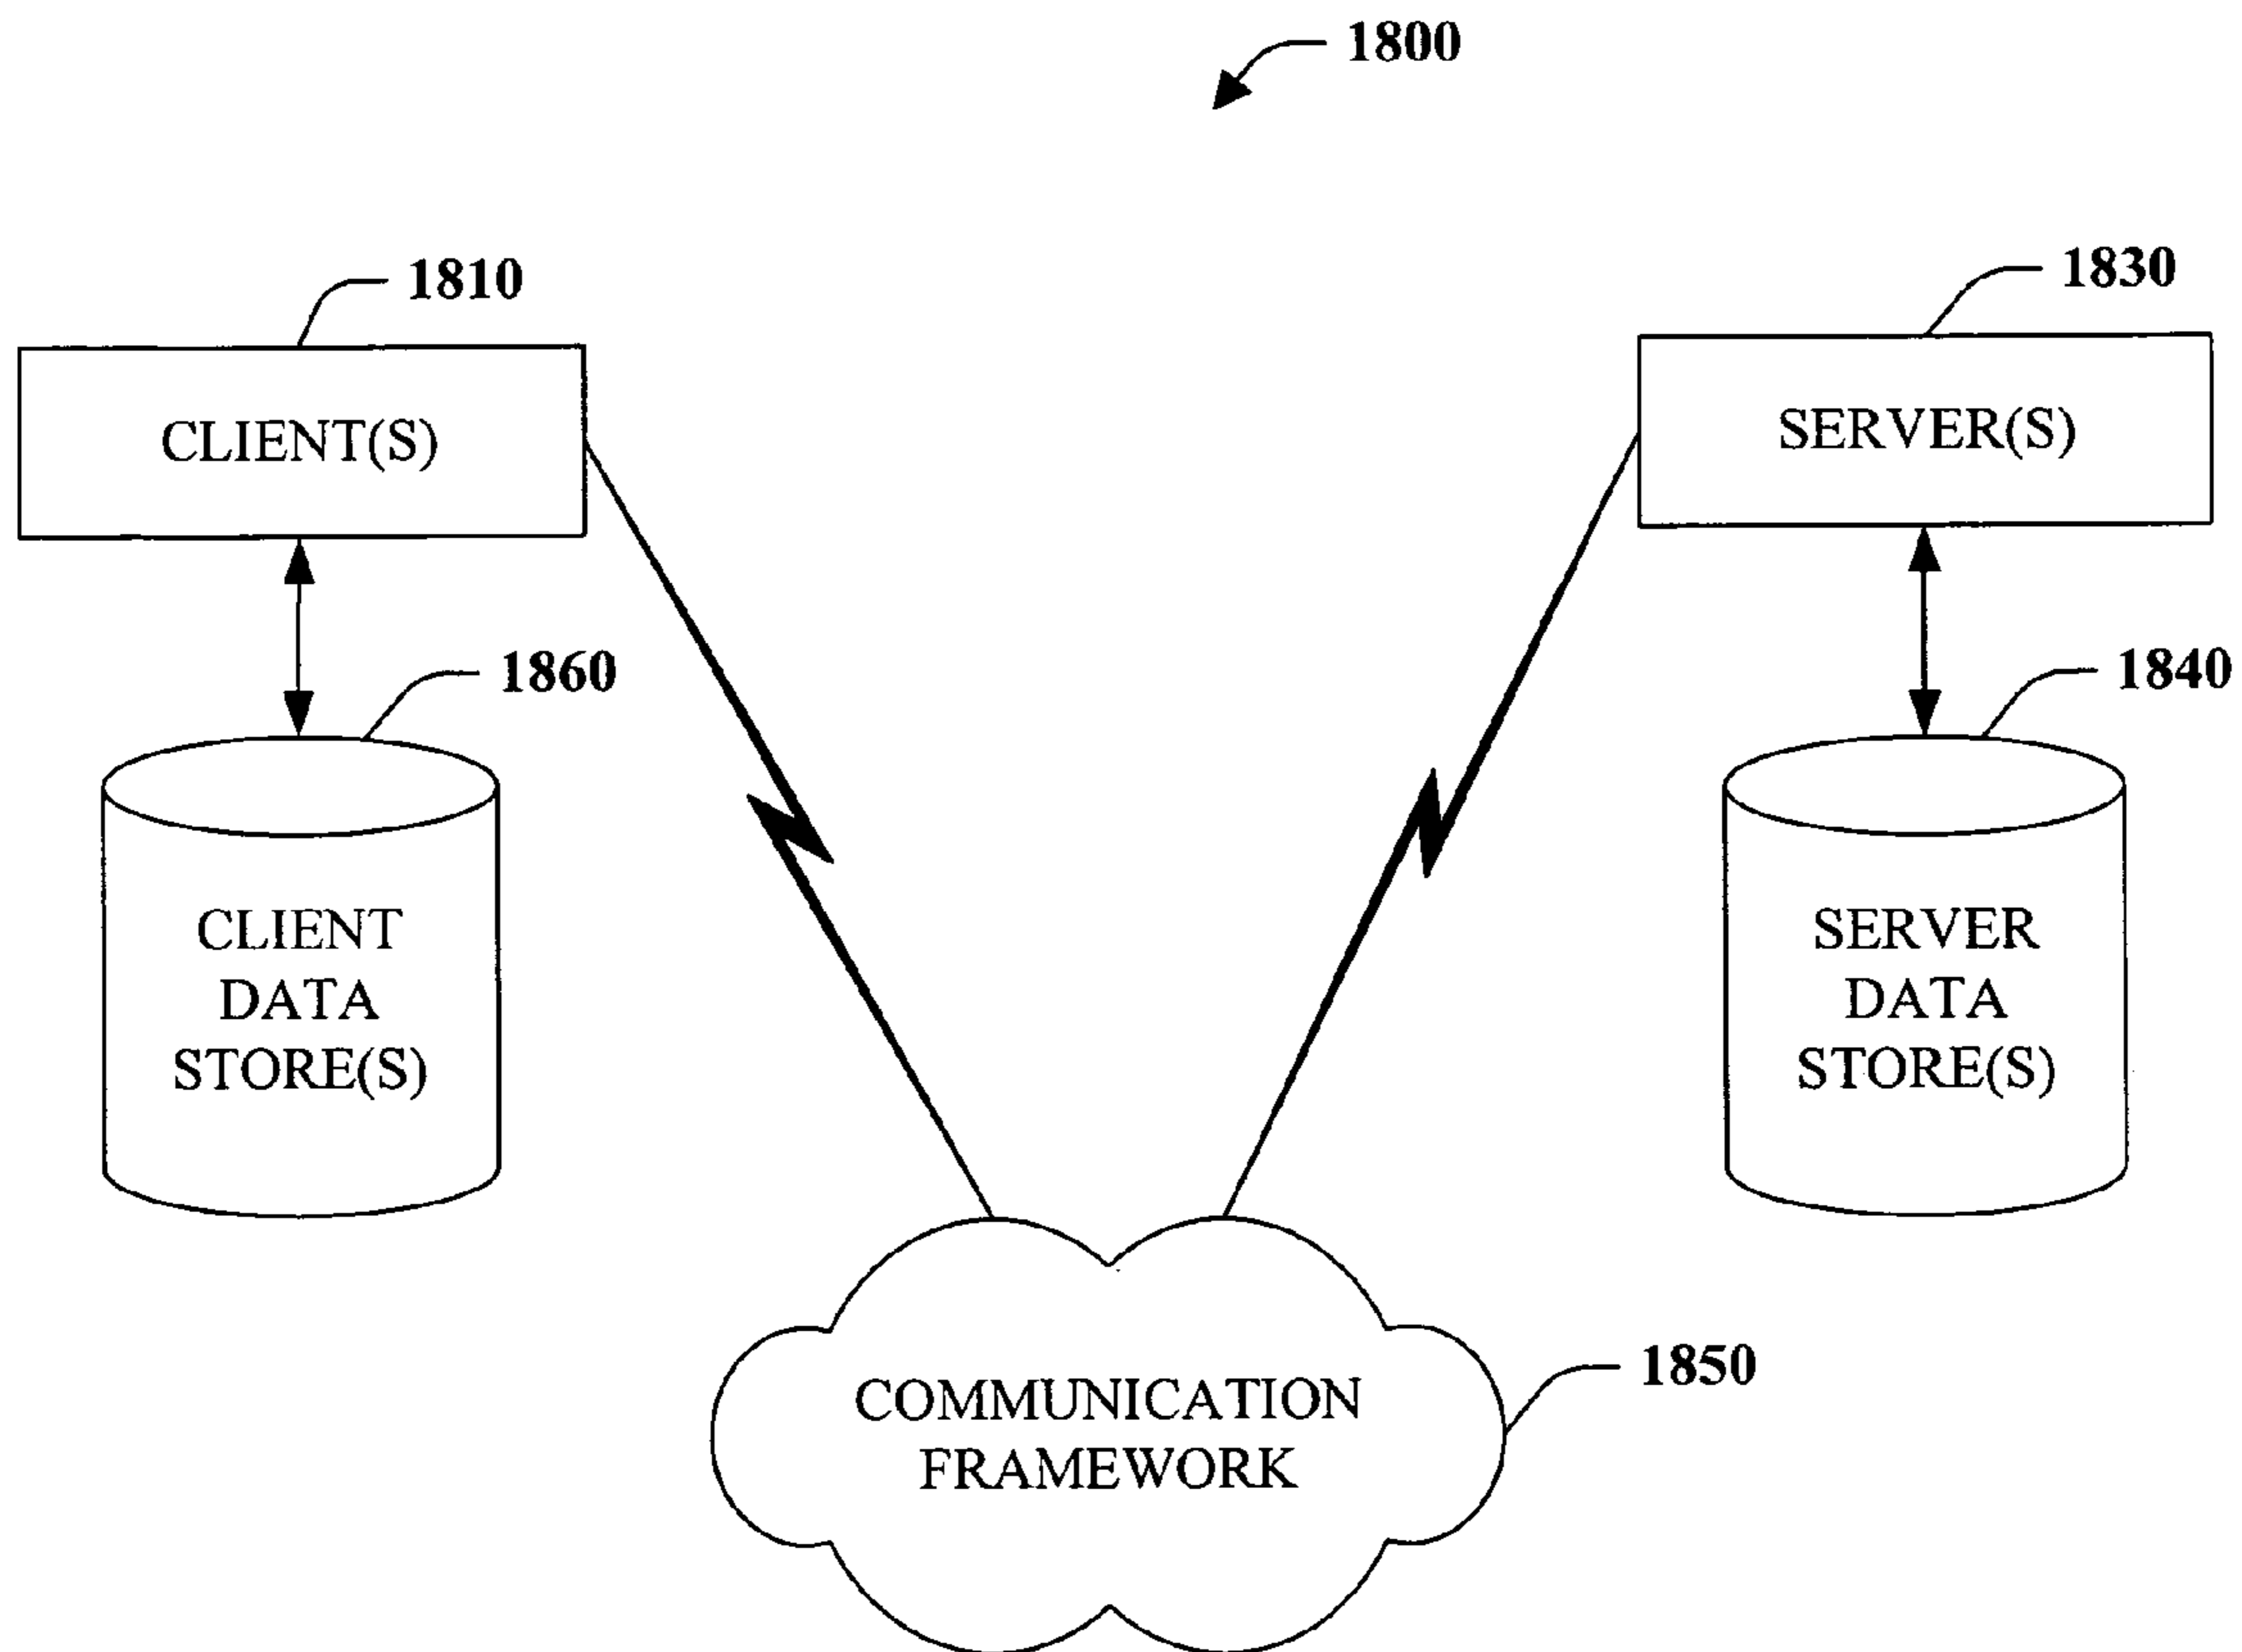 1800
1810
1830
CLIENT(S)
SERVER(S)
1860
1840
CLIENT
DATA
STORE(S)
SERVER
DATA
STORE(S)
1850
COMMUNICATION
FRAMEWORK